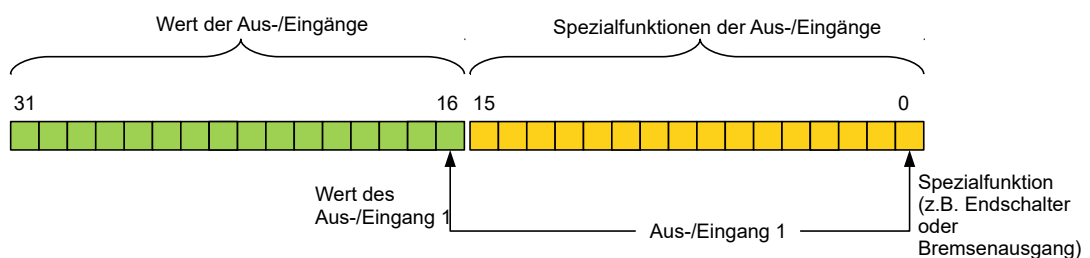 Wert der Aus-/Eingänge
Spezialfunktionen der Aus-/Eingänge
31
16
15
0
Wert des
Aus-/Eingang 1
Aus-/Eingang 1
Spezialfunktion
(z.B. Endschalter
oder
Bremsenausgang)